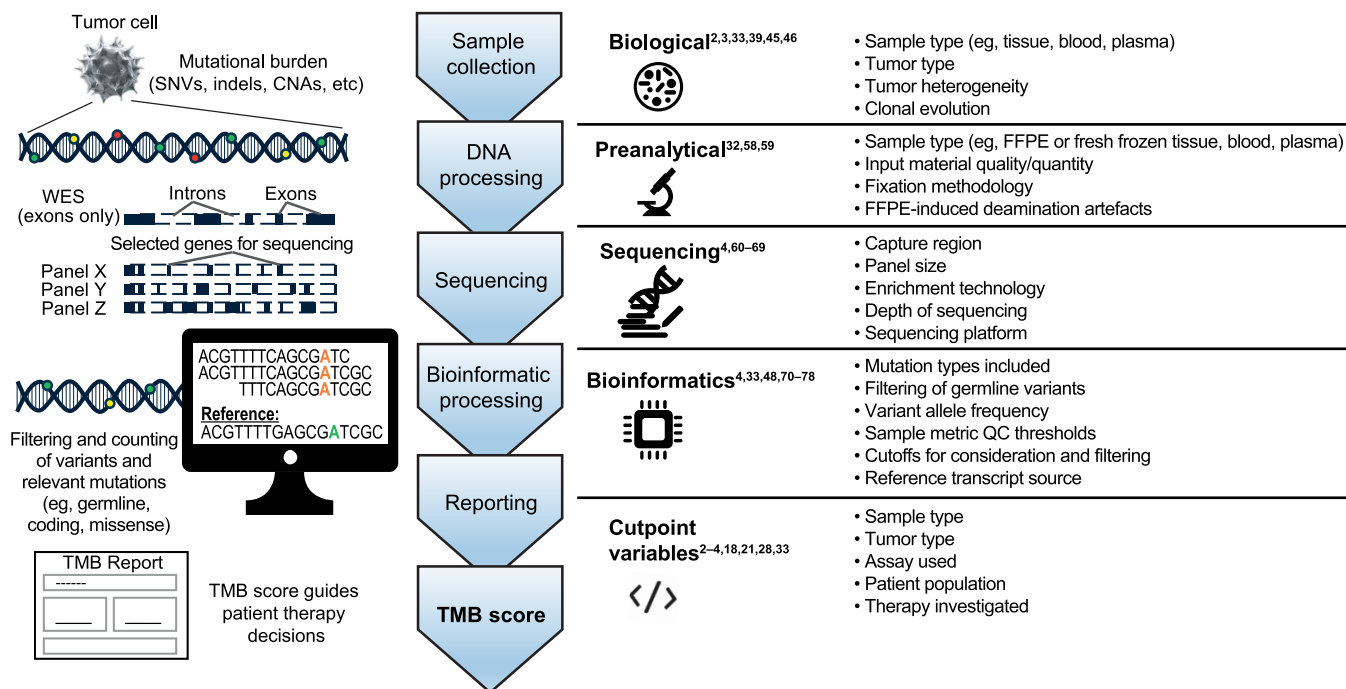 Tumor cell
Mutational burden
(SNVs, indels, CNAs, etc)
WES
(exons only)
Introns
Exons
Selected genes for sequencing
Panel X
Panel Y
Panel Z
ACGTTTTCAGCGATC
ACGTTTTCAGCGATCGC
TTTCAGCGATCGC
Reference:
ACGTTTTGAGCGATCGC
Filtering and counting
of variants and
relevant mutations
(eg, germline,
coding, missense)
TMB Report
------
TMB score guides
patient therapy
decisions
Sample
collection
DNA
processing
Sequencing
Bioinformatic
processing
Reporting
TMB score
Biological2,3,33,39,45,46
• Sample type (eg, tissue, blood, plasma)
• Tumor type
• Tumor heterogeneity
• Clonal evolution
Preanalytical32,58,59
• Sample type (eg, FFPE or fresh frozen tissue, blood, plasma)
• Input material quality/quantity
• Fixation methodology
• FFPE-induced deamination artefacts
Sequencing4,60–69
• Capture region
• Panel size
• Enrichment technology
• Depth of sequencing
• Sequencing platform
Bioinformatics4,33,48,70–78
• Mutation types included
• Filtering of germline variants
• Variant allele frequency
• Sample metric QC thresholds
• Cutoffs for consideration and filtering
• Reference transcript source
Cutpoint
variables2–4,18,21,28,33
</>
• Sample type
• Tumor type
• Assay used
• Patient population
• Therapy investigated